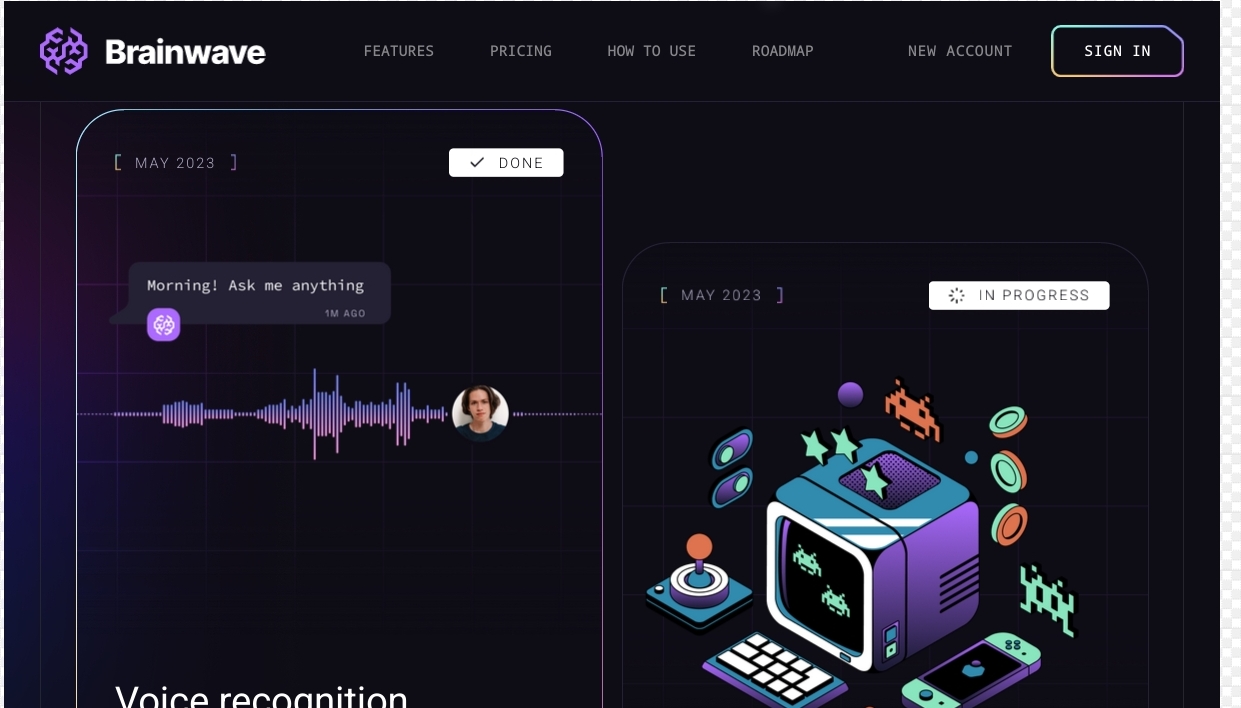 Brainwave
FEATURES PRICING HOW TO USE ROADMAP NEW ACCOUNT SIGN IN
[ MAY 2023 ] DONE
Morning! Ask me anything
1M AGO
Voice recognition
[ MAY 2023 ] IN PROGRESS